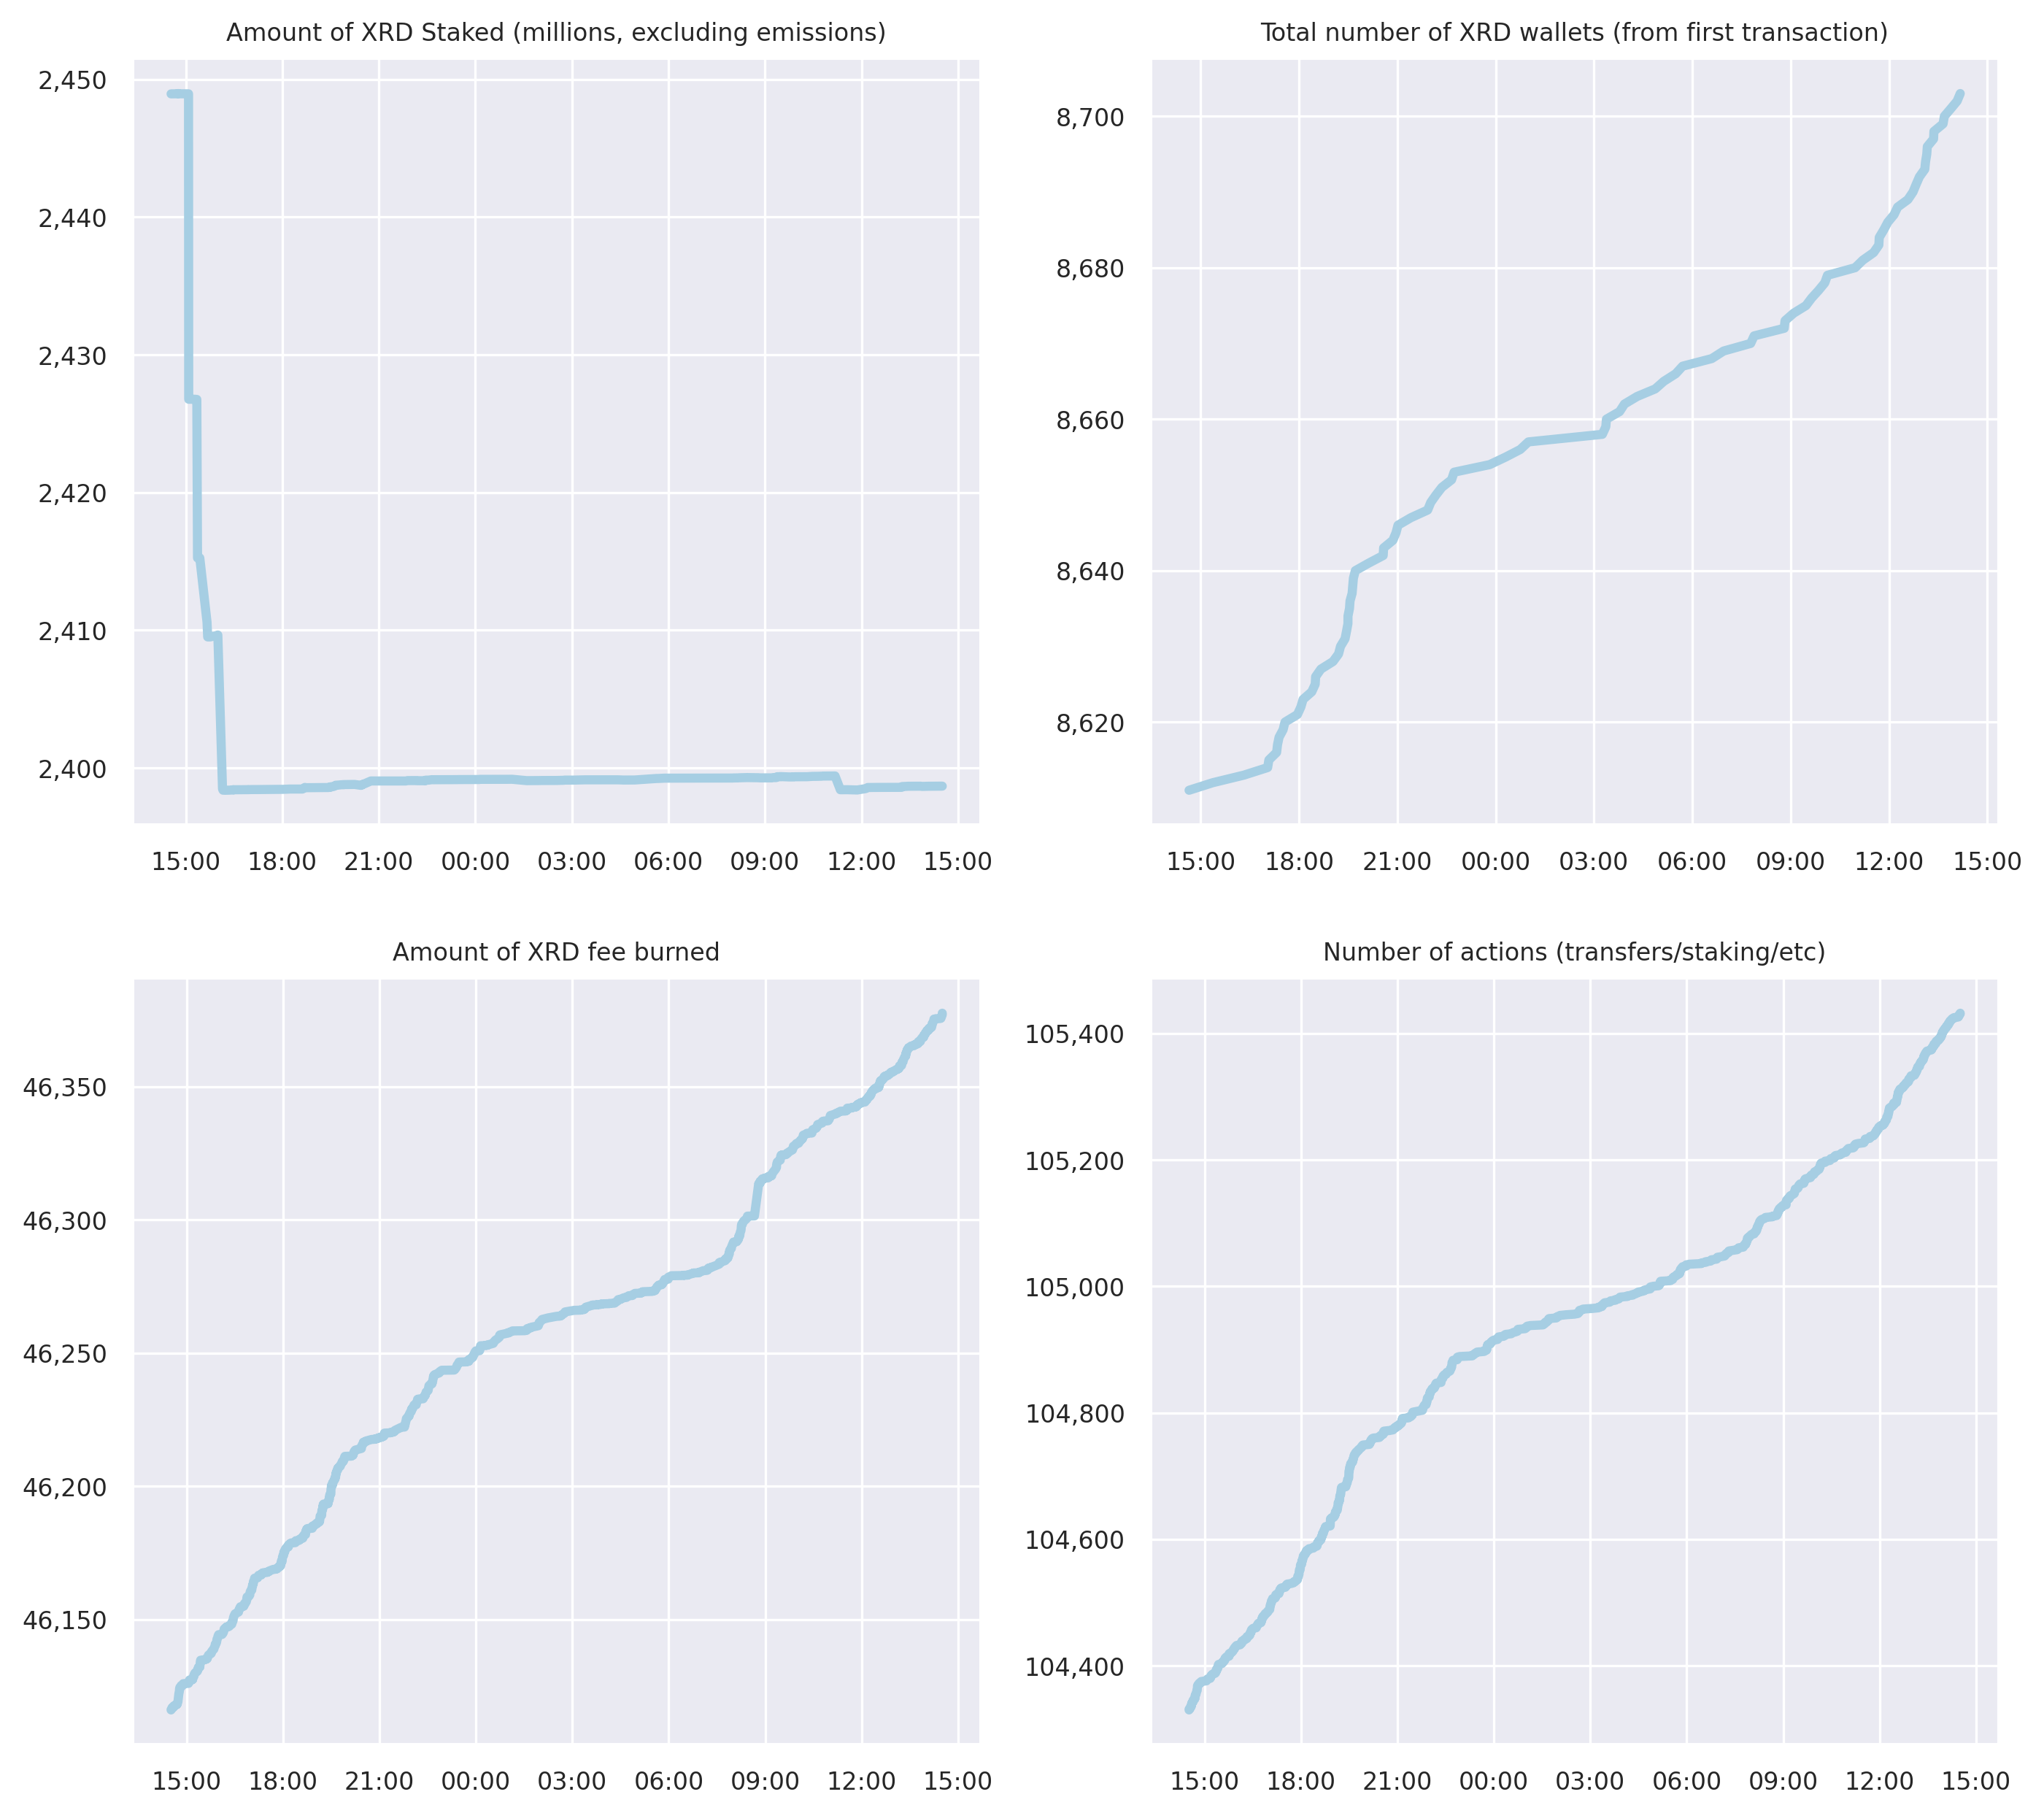 Amount of XRD Staked (millions, excluding emissions)
2,450
2,440
2,430
2,420
2,410
2,400
15:00 18:00 21:00 00:00 03:00 06:00 09:00 12:00 15:00
Total number of XRD wallets (from first transaction)
8,700
8,680
8,660
8,640
8,620
15:00 18:00 21:00 00:00 03:00 06:00 09:00 12:00 15:00
Amount of XRD fee burned
46,350
46,300
46,250
46,200
46,150
15:00 18:00 21:00 00:00 03:00 06:00 09:00 12:00 15:00
Number of actions (transfers/staking/etc)
105,400
105,200
105,000
104,800
104,600
104,400
15:00 18:00 21:00 00:00 03:00 06:00 09:00 12:00 15:00